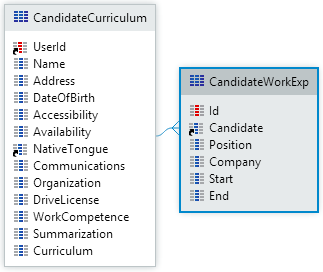 CandidateCurriculum
UserId
Name
Address
DateOfBirth
Accessibility
Availability
NativeTongue
Communications
Organization
DriveLicense
WorkCompetence
Summarization
Curriculum
CandidateWorkExp
Id
Candidate
Position
Company
Start
End